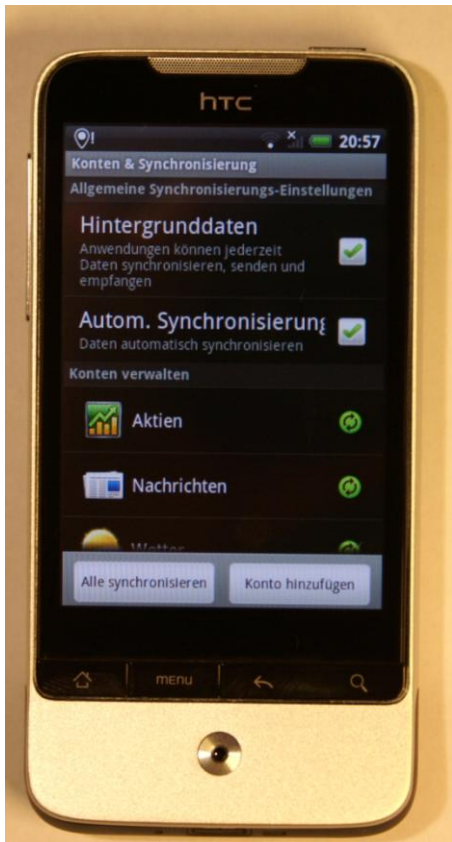 hTC
20:57
Konten & Synchronisierung
Allgemeine Synchronisierungs-Einstellungen
Hintergrunddaten
Anwendungen können jederzeit
Daten synchronisieren, senden und
empfangen
Autom. Synchronisierung
Daten automatisch synchronisieren
Konten verwalten
Aktien
Nachrichten
Wetter
Alle synchronisieren
Konto hinzufügen
menu